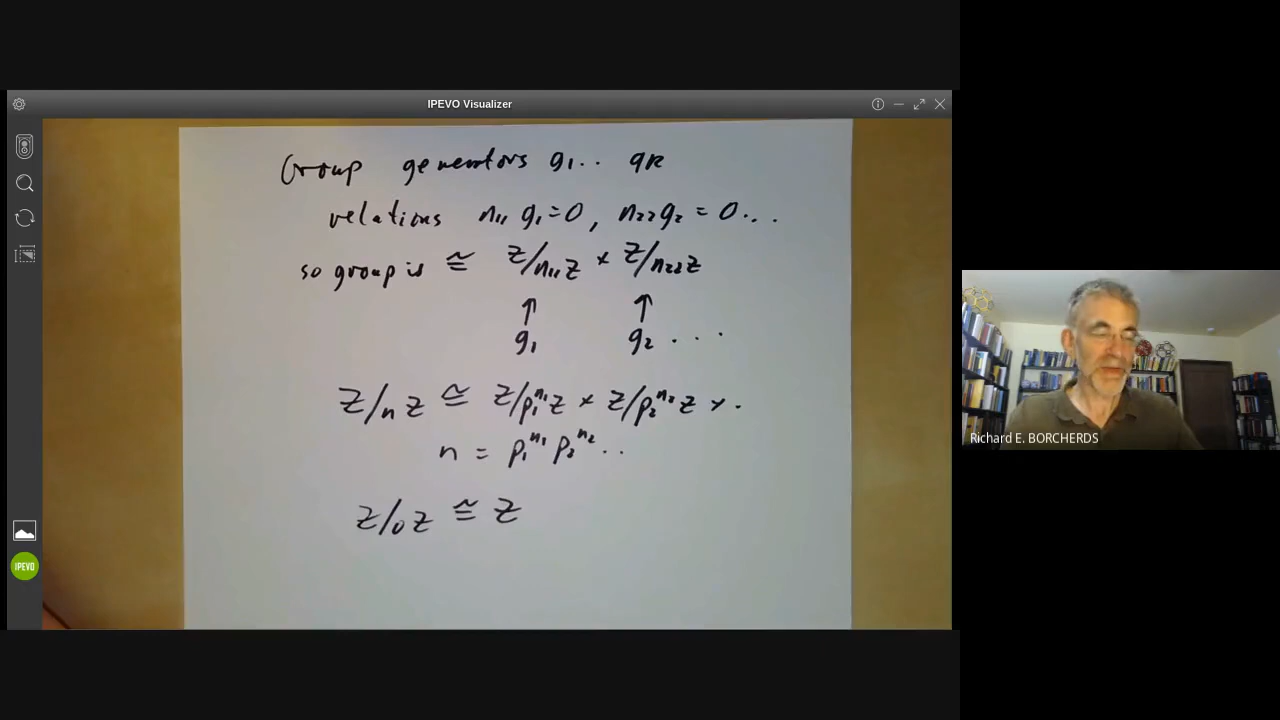 IPEVO Visualizer
Group generators g₁.. gₖ
relations n₁₁ g₁ = 0, n₂₂ g₂ = 0...
so group is ≅ Z/n₁₁Z × Z/n₂₂Z
↑ ↑
g₁ g₂ ...
Z/nZ ≅ Z/p₁^n₁ Z × Z/p₂^n₂ Z × .
n = p₁^n₁ p₂^n₂ ..
Z/0Z ≅ Z
IPEVO
Richard E. BORCHERDS